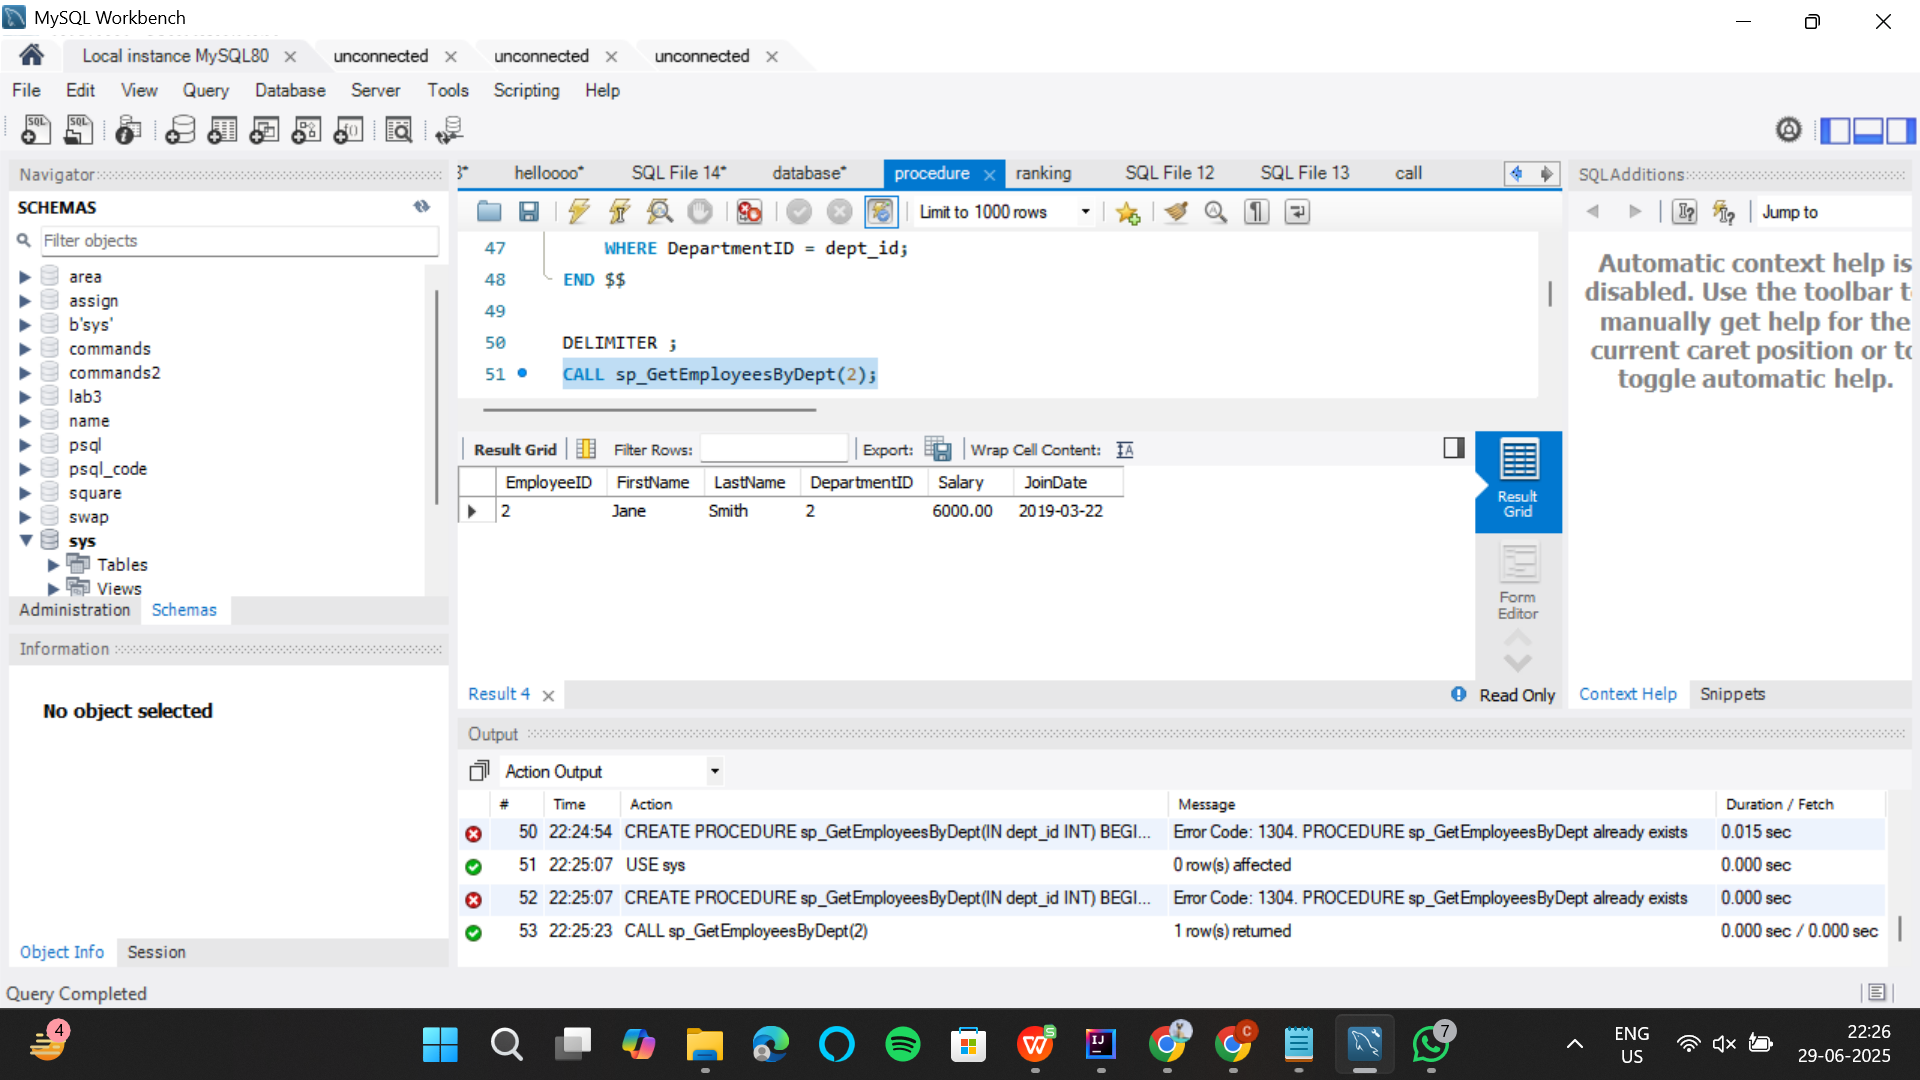 MySQL Workbench
Local instance MySQL80
unconnected
unconnected
unconnected
File Edit View Query Database Server Tools Scripting Help
Navigator
SCHEMAS
Filter objects
area
assign
b'sys'
commands
commands2
lab3
name
psql
psql_code
square
swap
sys
Tables
Views
Administration Schemas
Information
No object selected
Object Info Session
3* helloooo* SQL File 14* database* procedure ranking SQL File 12 SQL File 13 call
Limit to 1000 rows
47 WHERE DepartmentID = dept_id;
48 END $$
49
50 DELIMITER ;
51 CALL sp_GetEmployeesByDept(2);
Result Grid Filter Rows: Export: Wrap Cell Content:
EmployeeID FirstName LastName DepartmentID Salary JoinDate
2 Jane Smith 2 6000.00 2019-03-22
Result
Grid
Form
Editor
Result 4
Read Only
SQLAdditions
Jump to
Automatic context help is
disabled. Use the toolbar t
manually get help for the
current caret position or to
toggle automatic help.
Context Help Snippets
Output
Action Output
# Time Action Message Duration / Fetch
50 22:24:54 CREATE PROCEDURE sp_GetEmployeesByDept(IN dept_id INT) BEGI... Error Code: 1304. PROCEDURE sp_GetEmployeesByDept already exists 0.015 sec
51 22:25:07 USE sys 0 row(s) affected 0.000 sec
52 22:25:07 CREATE PROCEDURE sp_GetEmployeesByDept(IN dept_id INT) BEGI... Error Code: 1304. PROCEDURE sp_GetEmployeesByDept already exists 0.000 sec
53 22:25:23 CALL sp_GetEmployeesByDept(2) 1 row(s) returned 0.000 sec / 0.000 sec
Query Completed
4
7
ENG
US
22:26
29-06-2025